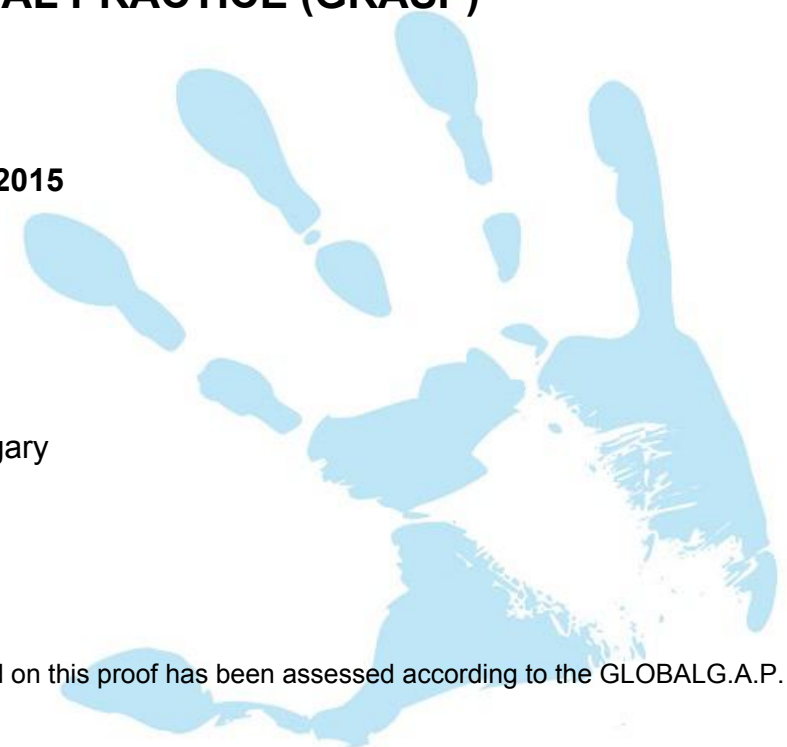 AL PRACTICE (GRASP)
2015
gary
on this proof has been assessed according to the GLOBALG.A.P.